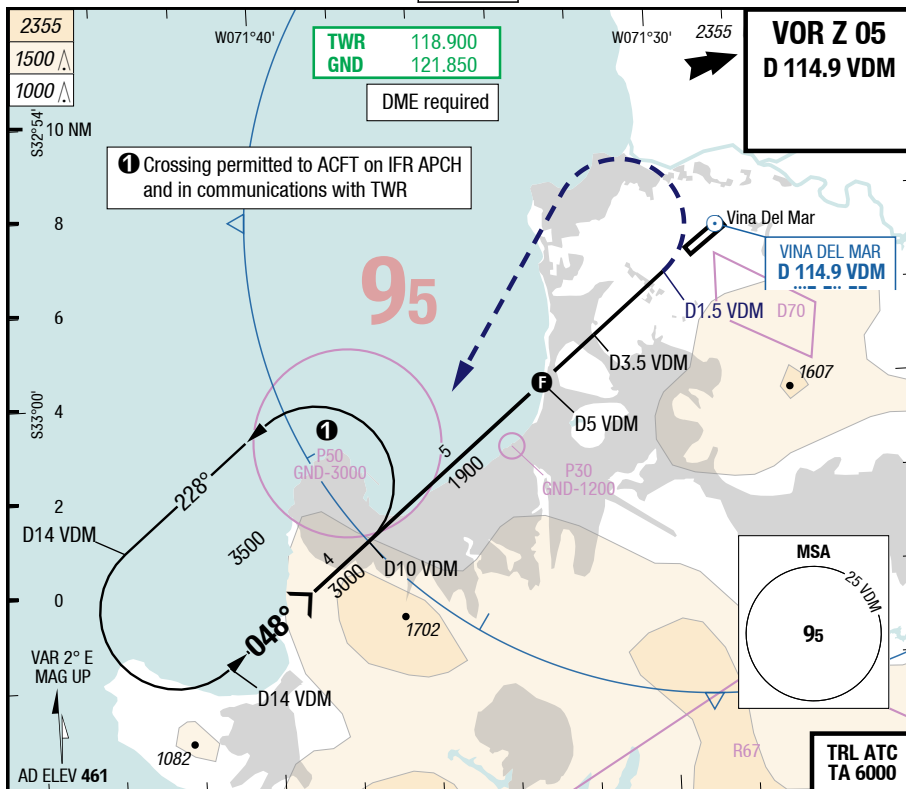 2355
1500
1000
W071°40'
TWR 118.900
GND 121.850
DME required
W071°30'
2355
VOR Z 05
D 114.9 VDM
S32°54'
10 NM
❶ Crossing permitted to ACFT on IFR APCH
and in communications with TWR
8
Vina Del Mar
VINA DEL MAR
D 114.9 VDM
95
D1.5 VDM
D70
6
D3.5 VDM
1607
S33°00'
4
F
D5 VDM
1
P50
GND-3000
5
1900
P30
GND-1200
228°
2
D14 VDM
3500
4
3000
D10 VDM
MSA
25 VDM
95
0
048°
1702
VAR 2° E
MAG UP
D14 VDM
1082
R67
AD ELEV 461
TRL ATC
TA 6000